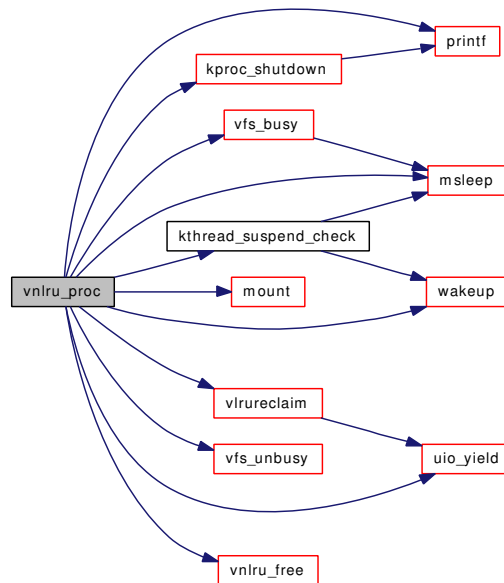 printf
kproc_shutdown
vfs_busy
msleep
kthread_suspend_check
vnlru_proc
mount
wakeup
vlrureclaim
vfs_unbusy
uio_yield
vnlru_free